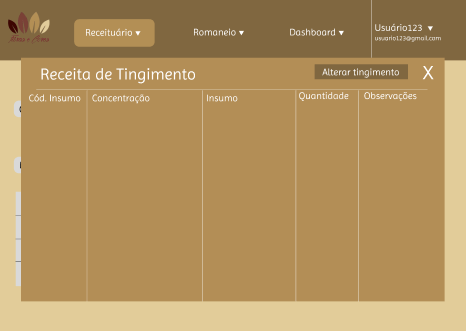 Receituário ▼
Romaneio ▼
Dashboard ▼
Usuário123 ▼
usuario123@gmail.com
Receita de Tingimento
Alterar tingimento
X
Cód. Insumo
Concentração
Insumo
Quantidade
Observações